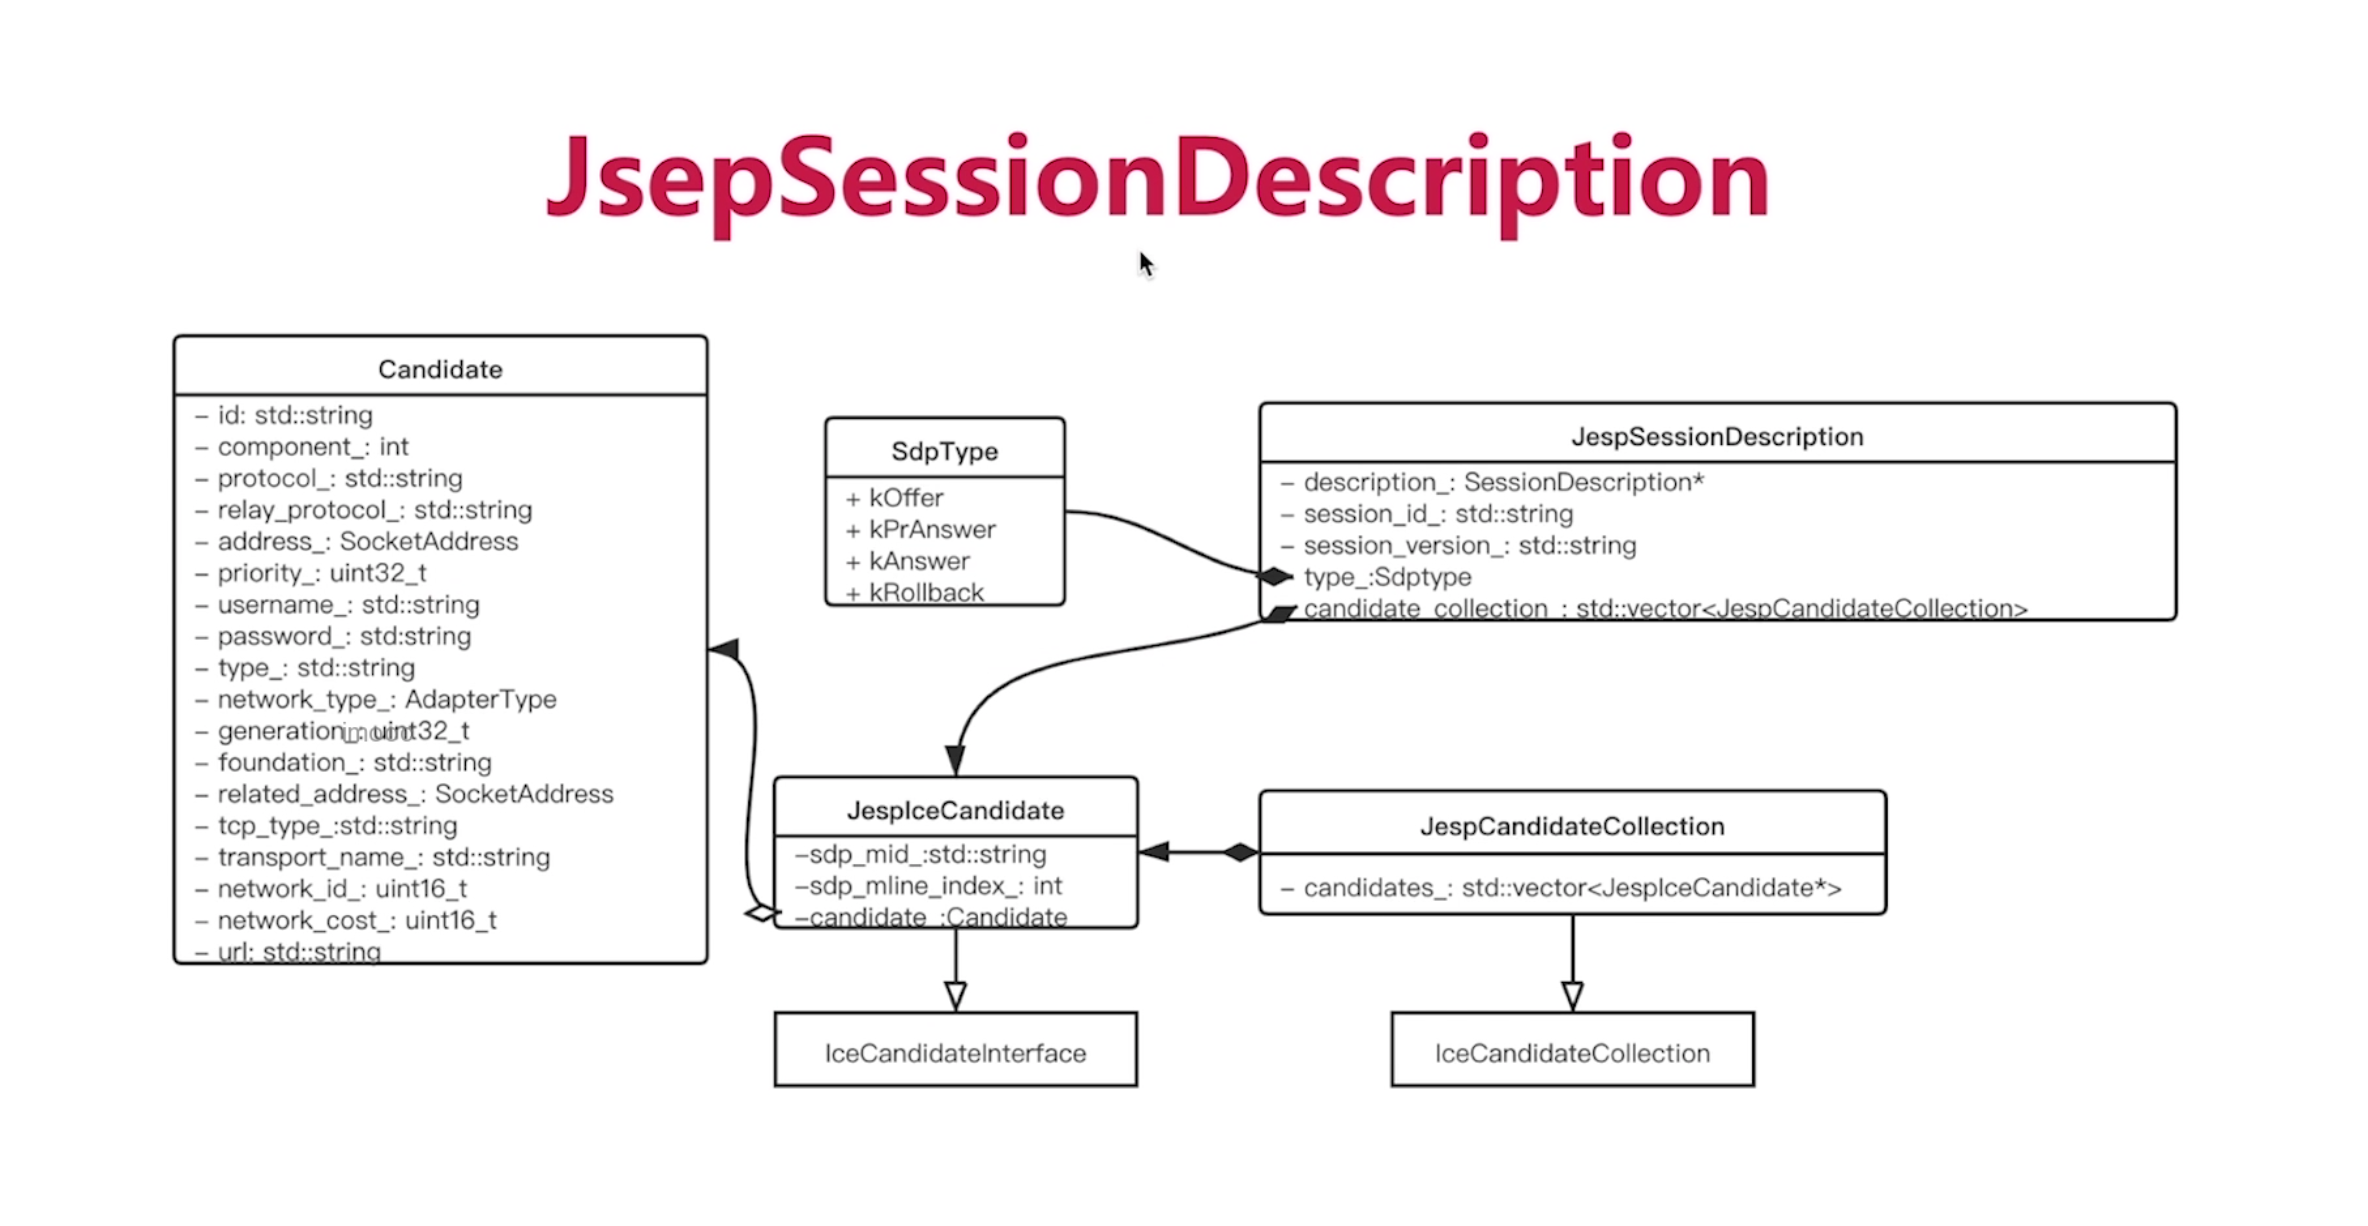 JsepSessionDescription
Candidate
– id: std::string
– component_: int
– protocol_: std::string
– relay_protocol_: std::string
– address_: SocketAddress
– priority_: uint32_t
– username_: std::string
– password_: std:string
– type_: std::string
– network_type_: AdapterType
– generation_: uint32_t
– foundation_: std::string
– related_address_: SocketAddress
– tcp_type_:std::string
– transport_name_: std::string
– network_id_: uint16_t
– network_cost_: uint16_t
– url: std::string
imooc
SdpType
+ kOffer
+ kPrAnswer
+ kAnswer
+ kRollback
JespSessionDescription
– description_: SessionDescription*
– session_id_: std::string
– session_version_: std::string
type_:Sdptype
candidate_collection_: std::vector<JespCandidateCollection>
JespIceCandidate
–sdp_mid_:std::string
–sdp_mline_index_: int
–candidate_:Candidate
JespCandidateCollection
– candidates_: std::vector<JespIceCandidate*>
IceCandidateInterface
IceCandidateCollection